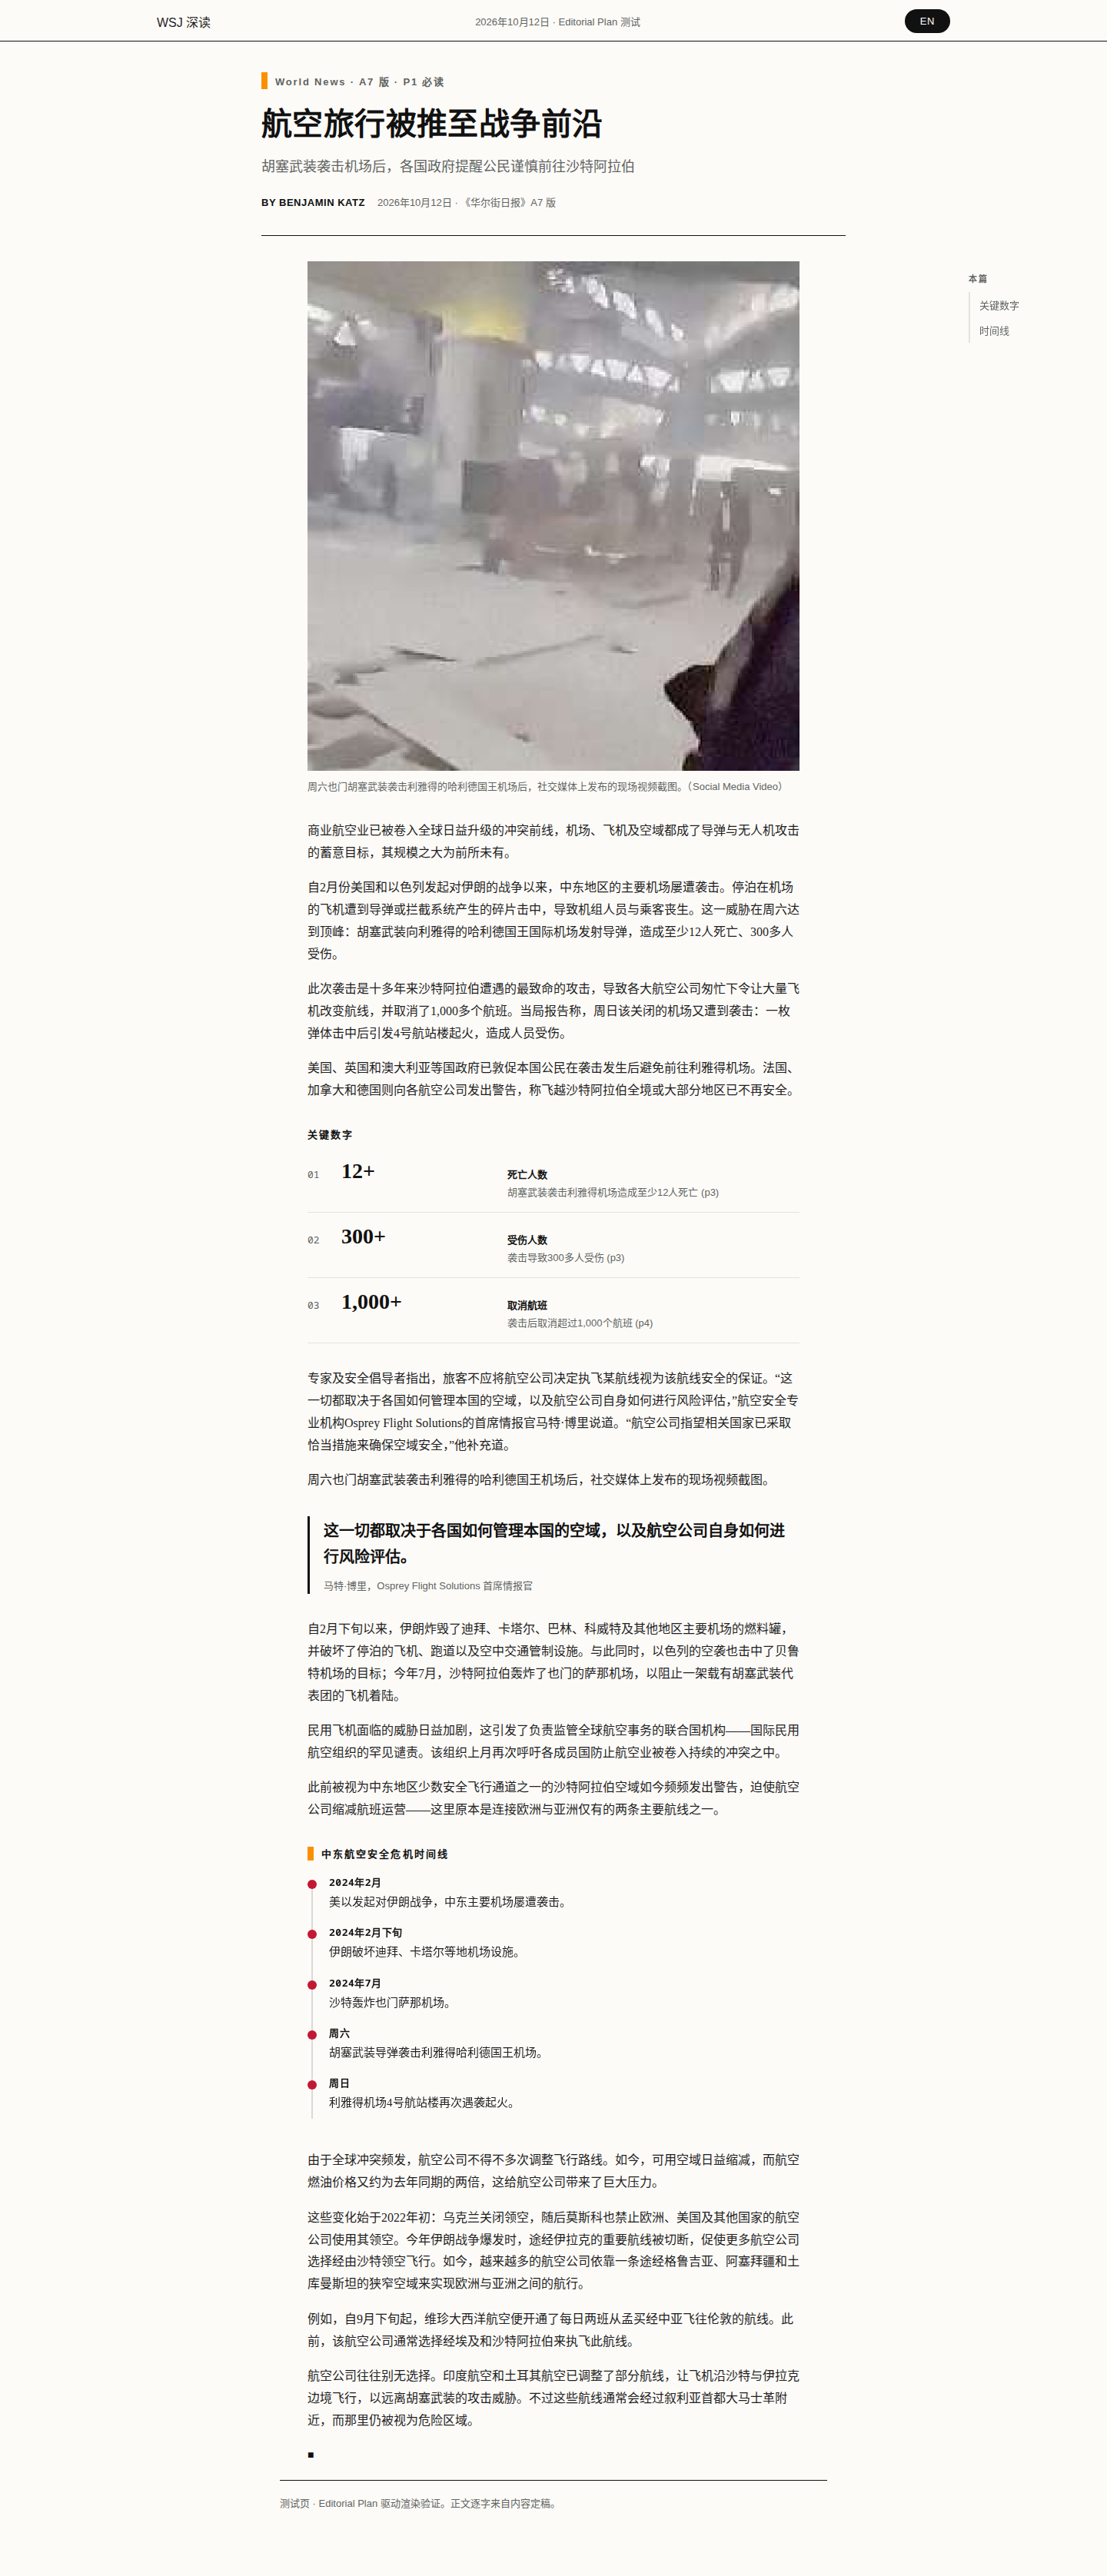 WSJ 深读
2026年10月12日 · Editorial Plan 测试
EN
World News · A7 版 · P1 必读
航空旅行被推至战争前沿
胡塞武装袭击机场后，各国政府提醒公民谨慎前往沙特阿拉伯
BY BENJAMIN KATZ 2026年10月12日 · 《华尔街日报》A7 版
本篇
关键数字
时间线
周六也门胡塞武装袭击利雅得的哈利德国王机场后，社交媒体上发布的现场视频截图。（Social Media Video）
商业航空业已被卷入全球日益升级的冲突前线，机场、飞机及空域都成了导弹与无人机攻击
的蓄意目标，其规模之大为前所未有。
自2月份美国和以色列发起对伊朗的战争以来，中东地区的主要机场屡遭袭击。停泊在机场
的飞机遭到导弹或拦截系统产生的碎片击中，导致机组人员与乘客丧生。这一威胁在周六达
到顶峰：胡塞武装向利雅得的哈利德国王国际机场发射导弹，造成至少12人死亡、300多人
受伤。
此次袭击是十多年来沙特阿拉伯遭遇的最致命的攻击，导致各大航空公司匆忙下令让大量飞
机改变航线，并取消了1,000多个航班。当局报告称，周日该关闭的机场又遭到袭击：一枚
弹体击中后引发4号航站楼起火，造成人员受伤。
美国、英国和澳大利亚等国政府已敦促本国公民在袭击发生后避免前往利雅得机场。法国、
加拿大和德国则向各航空公司发出警告，称飞越沙特阿拉伯全境或大部分地区已不再安全。
关键数字
01 12+ 死亡人数
胡塞武装袭击利雅得机场造成至少12人死亡 (p3)
02 300+ 受伤人数
袭击导致300多人受伤 (p3)
03 1,000+ 取消航班
袭击后取消超过1,000个航班 (p4)
专家及安全倡导者指出，旅客不应将航空公司决定执飞某航线视为该航线安全的保证。“这
一切都取决于各国如何管理本国的空域，以及航空公司自身如何进行风险评估，”航空安全专
业机构Osprey Flight Solutions的首席情报官马特·博里说道。“航空公司指望相关国家已采取
恰当措施来确保空域安全，”他补充道。
周六也门胡塞武装袭击利雅得的哈利德国王机场后，社交媒体上发布的现场视频截图。
这一切都取决于各国如何管理本国的空域，以及航空公司自身如何进
行风险评估。
马特·博里，Osprey Flight Solutions 首席情报官
自2月下旬以来，伊朗炸毁了迪拜、卡塔尔、巴林、科威特及其他地区主要机场的燃料罐，
并破坏了停泊的飞机、跑道以及空中交通管制设施。与此同时，以色列的空袭也击中了贝鲁
特机场的目标；今年7月，沙特阿拉伯轰炸了也门的萨那机场，以阻止一架载有胡塞武装代
表团的飞机着陆。
民用飞机面临的威胁日益加剧，这引发了负责监管全球航空事务的联合国机构——国际民用
航空组织的罕见谴责。该组织上月再次呼吁各成员国防止航空业被卷入持续的冲突之中。
此前被视为中东地区少数安全飞行通道之一的沙特阿拉伯空域如今频频发出警告，迫使航空
公司缩减航班运营——这里原本是连接欧洲与亚洲仅有的两条主要航线之一。
中东航空安全危机时间线
2024年2月
美以发起对伊朗战争，中东主要机场屡遭袭击。
2024年2月下旬
伊朗破坏迪拜、卡塔尔等地机场设施。
2024年7月
沙特轰炸也门萨那机场。
周六
胡塞武装导弹袭击利雅得哈利德国王机场。
周日
利雅得机场4号航站楼再次遇袭起火。
由于全球冲突频发，航空公司不得不多次调整飞行路线。如今，可用空域日益缩减，而航空
燃油价格又约为去年同期的两倍，这给航空公司带来了巨大压力。
这些变化始于2022年初：乌克兰关闭领空，随后莫斯科也禁止欧洲、美国及其他国家的航空
公司使用其领空。今年伊朗战争爆发时，途经伊拉克的重要航线被切断，促使更多航空公司
选择经由沙特领空飞行。如今，越来越多的航空公司依靠一条途经格鲁吉亚、阿塞拜疆和土
库曼斯坦的狭窄空域来实现欧洲与亚洲之间的航行。
例如，自9月下旬起，维珍大西洋航空便开通了每日两班从孟买经中亚飞往伦敦的航线。此
前，该航空公司通常选择经埃及和沙特阿拉伯来执飞此航线。
航空公司往往别无选择。印度航空和土耳其航空已调整了部分航线，让飞机沿沙特与伊拉克
边境飞行，以远离胡塞武装的攻击威胁。不过这些航线通常会经过叙利亚首都大马士革附
近，而那里仍被视为危险区域。
■
测试页 · Editorial Plan 驱动渲染验证。正文逐字来自内容定稿。